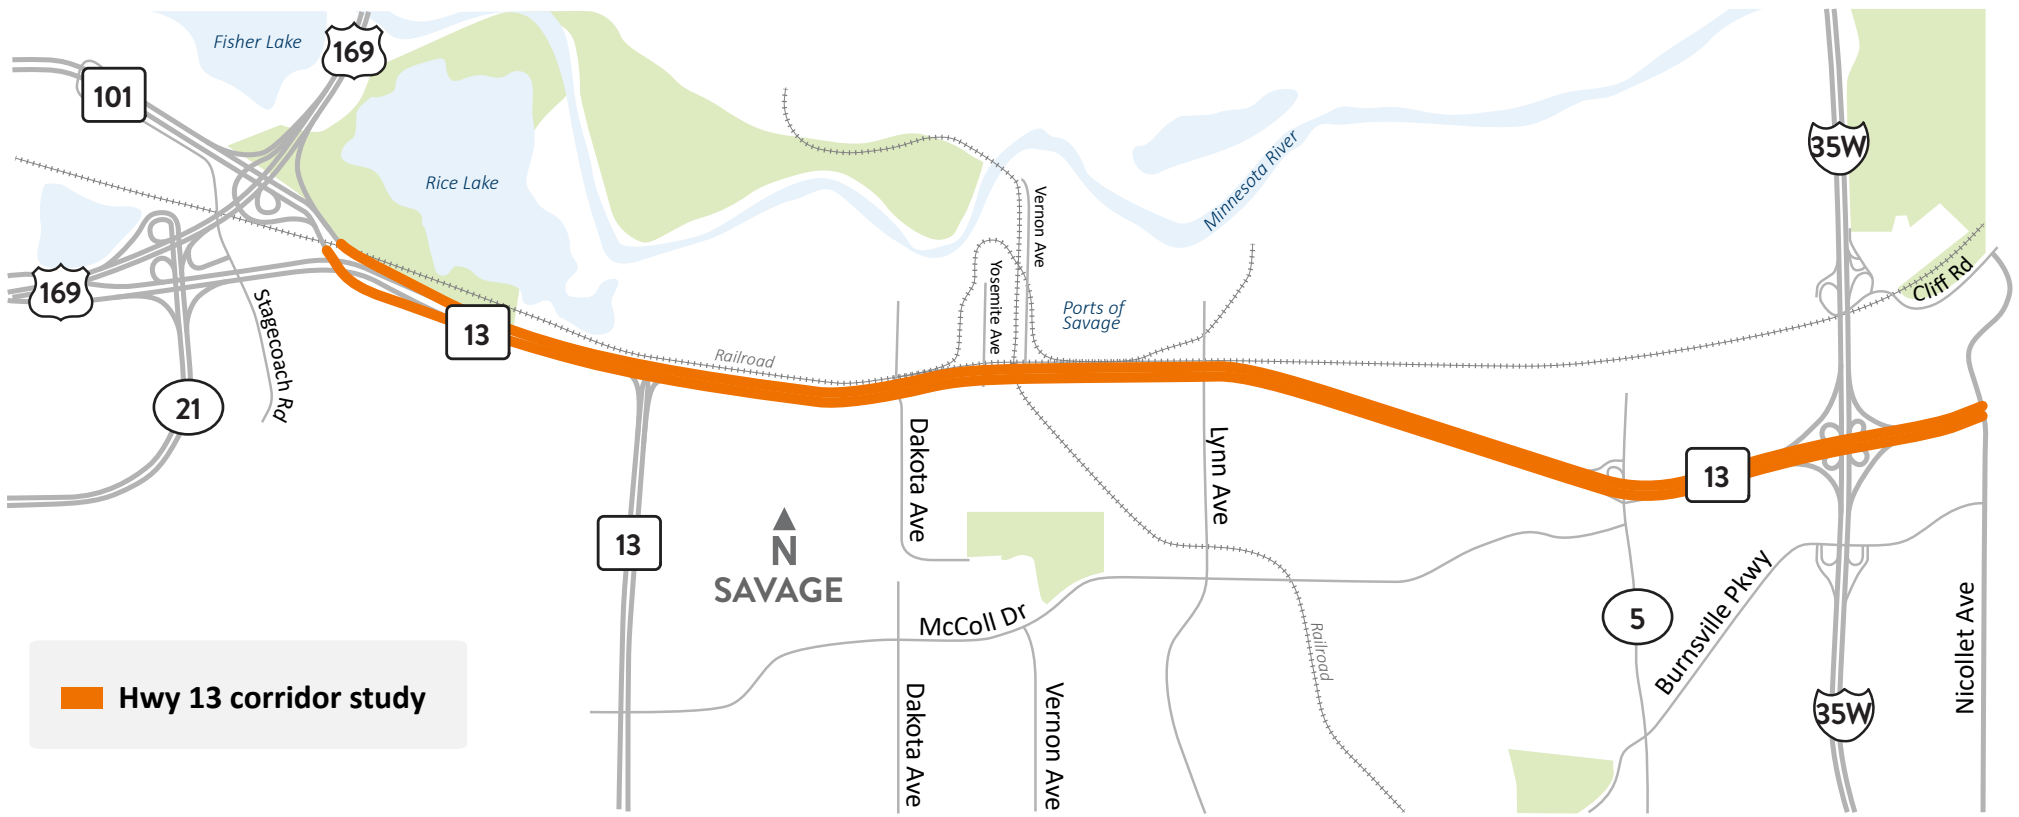 Fisher Lake
169
101
35W
Rice Lake
Minnesota River
Vernon Ave
Yosemite Ave
Cliff Rd
169
Stagecoach Rd
Ports of
Savage
13
Railroad
21
Dakota Ave
Lynn Ave
13
13
N
SAVAGE
McColl Dr
5
Burnsville Pkwy
Nicollet Ave
Railroad
Hwy 13 corridor study
Dakota Ave
Vernon Ave
35W